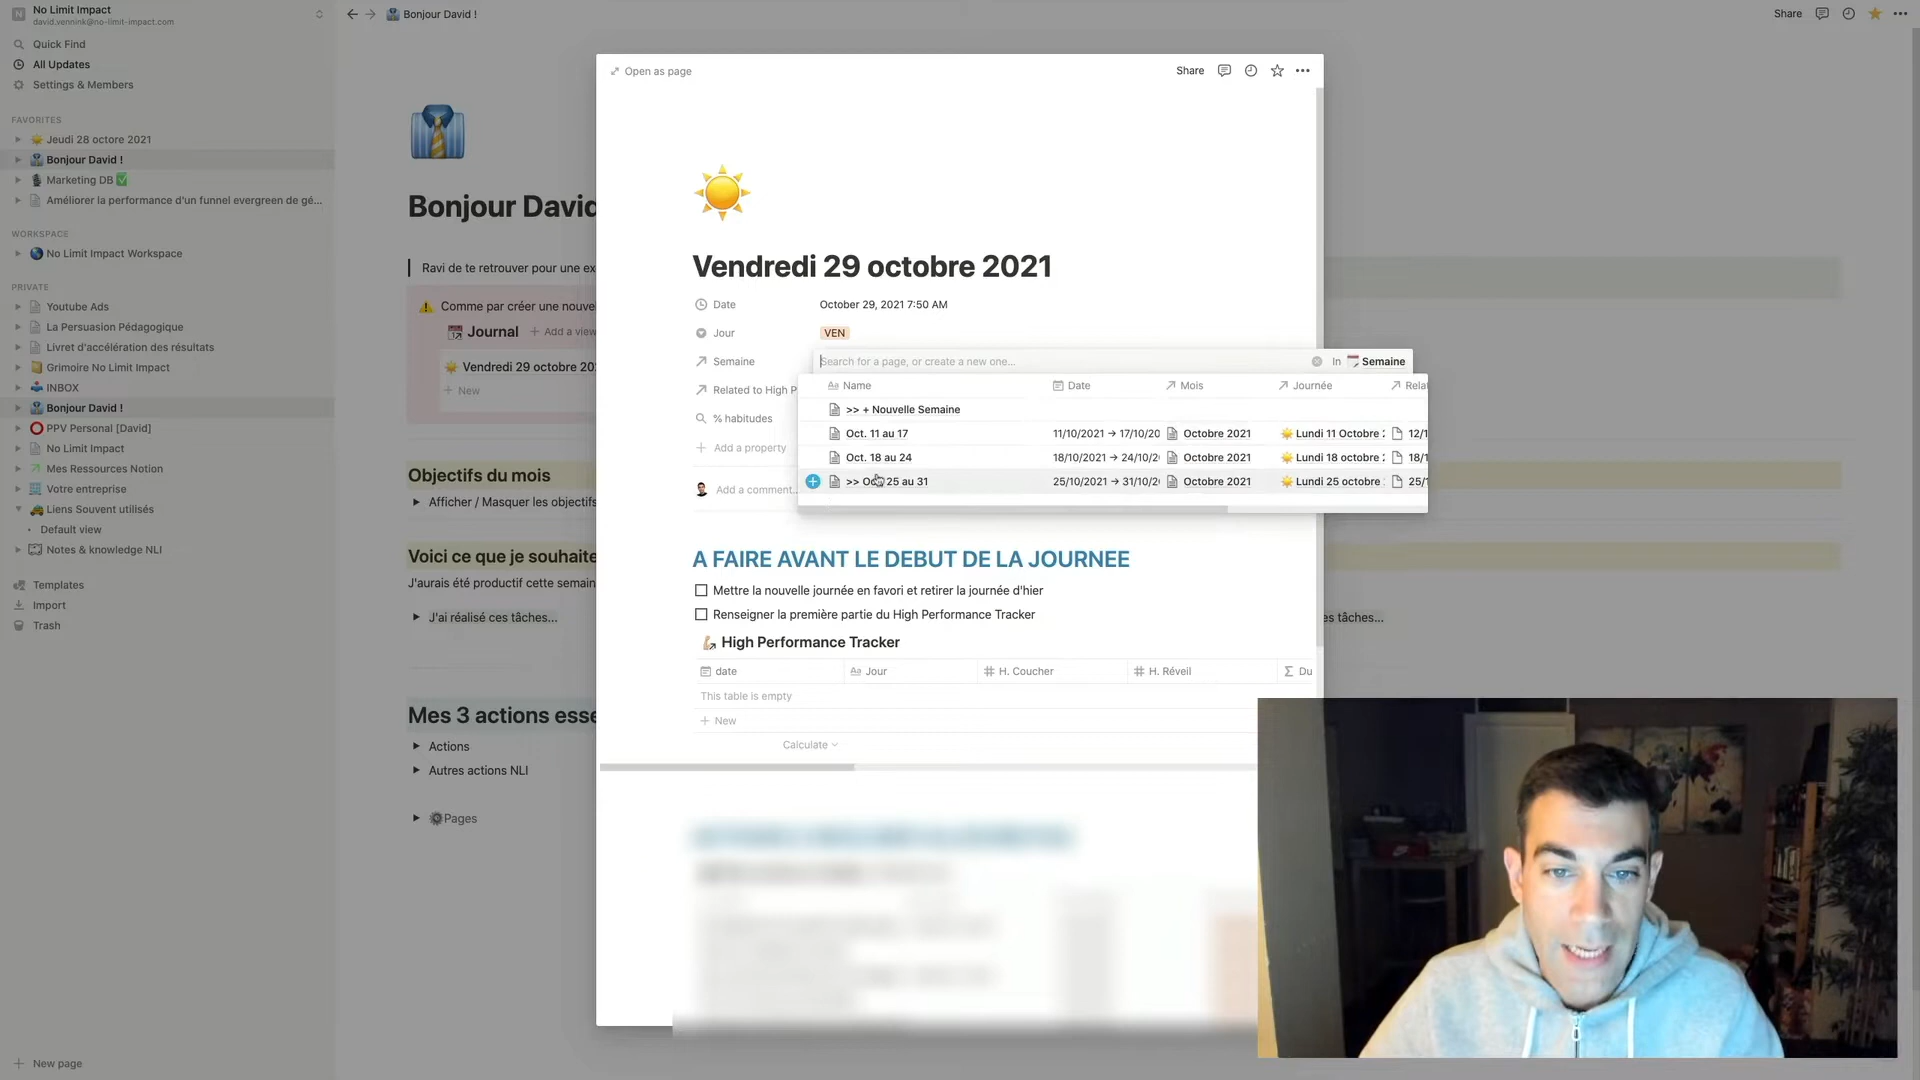 No Limit Impact
david.vennink@no-limit-impact.com
Quick Find
All Updates
Settings & Members
FAVORITES
Jeudi 28 octore 2021
Bonjour David !
Marketing DB
Améliorer la performance d'un funnel evergreen de gé...
WORKSPACE
No Limit Impact Workspace
PRIVATE
Youtube Ads
La Persuasion Pédagogique
Livret d'accélération des résultats
Grimoire No Limit Impact
INBOX
Bonjour David !
PPV Personal [David]
No Limit Impact
Mes Ressources Notion
Votre entreprise
Liens Souvent utilisés
Default view
Notes & knowledge NLI
Templates
Import
Trash
New page
Bonjour David !
Share
Bonjour David
Ravi de te retrouver pour une ex
Comme par créer une nouve
Journal + Add a view
Vendredi 29 octobre 20
+ New
Objectifs du mois
Afficher / Masquer les objectifs
Voici ce que je souhaite
J'aurais été productif cette semain
J'ai réalisé ces tâches...
es tâches...
Mes 3 actions esse
Actions
Autres actions NLI
Pages
Open as page
Share
Vendredi 29 octobre 2021
Date October 29, 2021 7:50 AM
Jour VEN
Semaine Search for a page, or create a new one... In Semaine
Related to High P
% habitudes
+ Add a property
Add a comment...
Name Date Mois Journée Relat
>> + Nouvelle Semaine
Oct. 11 au 17 11/10/2021 → 17/10/20 Octobre 2021 Lundi 11 Octobre 12/1
Oct. 18 au 24 18/10/2021 → 24/10/2 Octobre 2021 Lundi 18 octobre 18/1
>> Oct. 25 au 31 25/10/2021 → 31/10/2 Octobre 2021 Lundi 25 octobre 25/1
A FAIRE AVANT LE DEBUT DE LA JOURNEE
Mettre la nouvelle journée en favori et retirer la journée d'hier
Renseigner la première partie du High Performance Tracker
High Performance Tracker
date Jour H. Coucher H. Réveil Du
This table is empty
+ New
Calculate